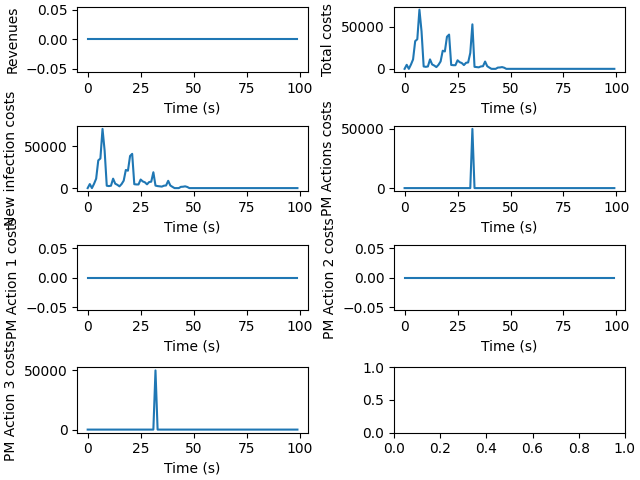 Revenues
0.05
0.00
−0.05
0 25 50 75 100
Time (s)
Total costs
50000
0
0 25 50 75 100
Time (s)
New infection costs
50000
0
0 25 50 75 100
Time (s)
PM Actions costs
50000
0
0 25 50 75 100
Time (s)
PM Action 1 costs
0.05
0.00
−0.05
0 25 50 75 100
Time (s)
PM Action 2 costs
0.05
0.00
−0.05
0 25 50 75 100
Time (s)
PM Action 3 costs
50000
0
0 25 50 75 100
Time (s)
1.0
0.5
0.0
0.0 0.2 0.4 0.6 0.8 1.0